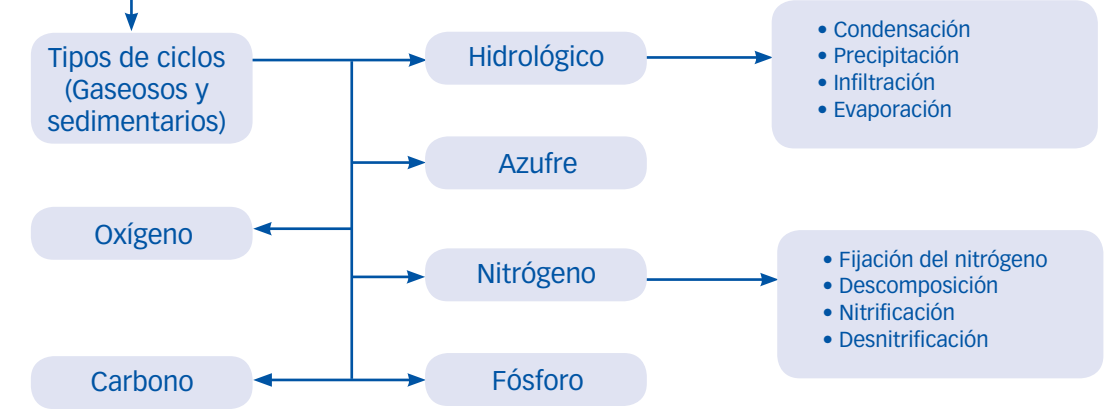 Tipos de ciclos
(Gaseosos y
sedimentarios)
Hidrológico
• Condensación
• Precipitación
• Infiltración
• Evaporación
Azufre
Oxígeno
Nitrógeno
• Fijación del nitrógeno
• Descomposición
• Nitrificación
• Desnitrificación
Carbono
Fósforo